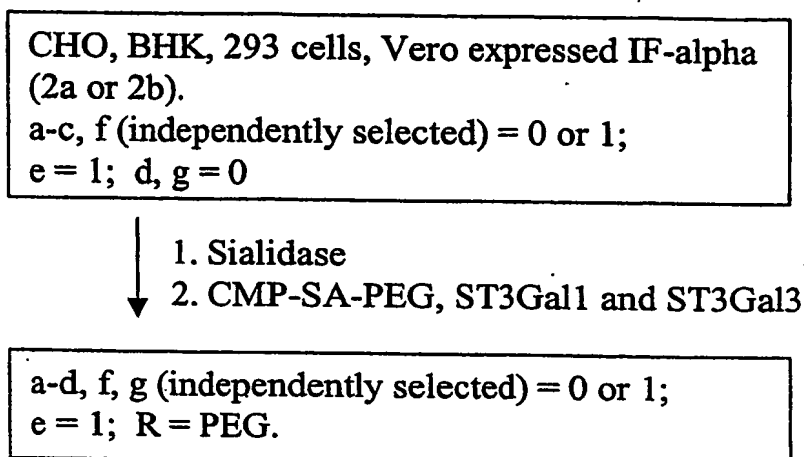 CHO, BHK, 293 cells, Vero expressed IF-alpha
(2a or 2b).
a-c, f (independently selected) = 0 or 1;
e = 1; d, g = 0
1. Sialidase
2. CMP-SA-PEG, ST3Gal1 and ST3Gal3
a-d, f, g (independently selected) = 0 or 1;
e = 1; R = PEG.